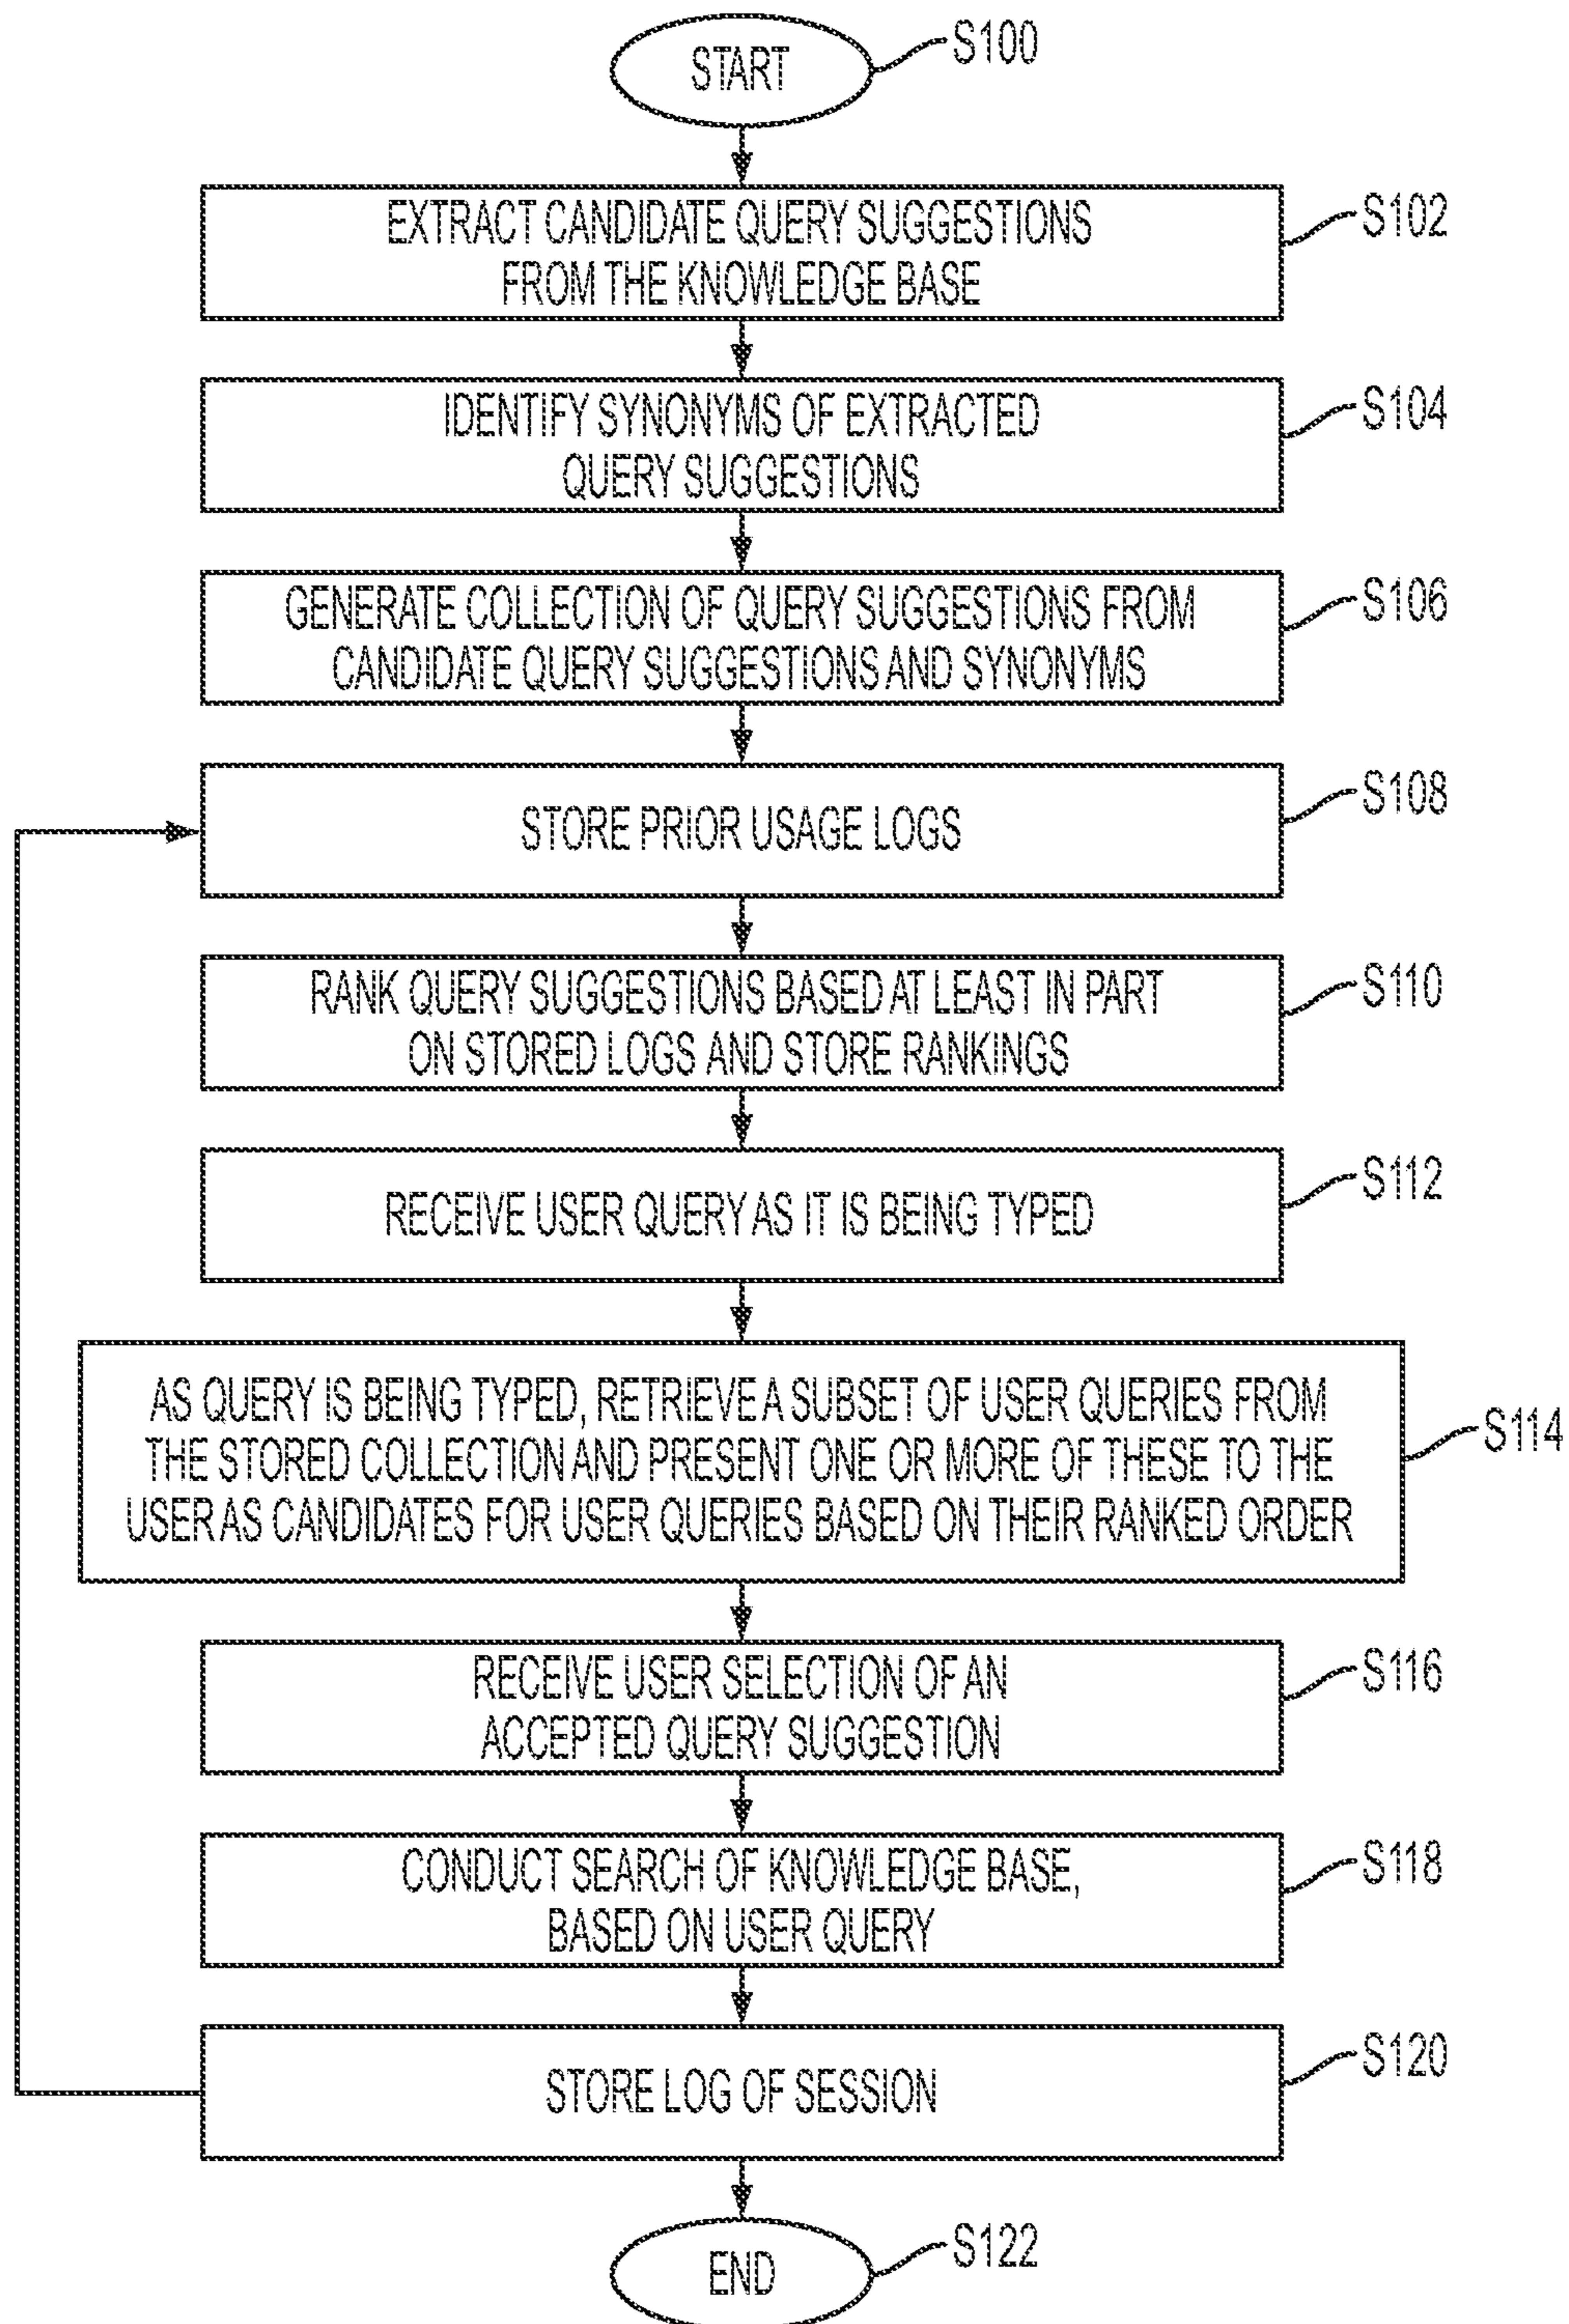 START
S100
EXTRACT CANDIDATE QUERY SUGGESTIONS
FROM THE KNOWLEDGE BASE
S102
IDENTIFY SYNONYMS OF EXTRACTED
QUERY SUGGESTIONS
S104
GENERATE COLLECTION OF QUERY SUGGESTIONS FROM
CANDIDATE QUERY SUGGESTIONS AND SYNONYMS
S106
STORE PRIOR USAGE LOGS
S108
RANK QUERY SUGGESTIONS BASED AT LEAST IN PART
ON STORED LOGS AND STORE RANKINGS
S110
RECEIVE USER QUERY AS IT IS BEING TYPED
S112
AS QUERY IS BEING TYPED, RETRIEVE A SUBSET OF USER QUERIES FROM
THE STORED COLLECTION AND PRESENT ONE OR MORE OF THESE TO THE
USER AS CANDIDATES FOR USER QUERIES BASED ON THEIR RANKED ORDER
S114
RECEIVE USER SELECTION OF AN
ACCEPTED QUERY SUGGESTION
S116
CONDUCT SEARCH OF KNOWLEDGE BASE,
BASED ON USER QUERY
S118
STORE LOG OF SESSION
S120
END
S122